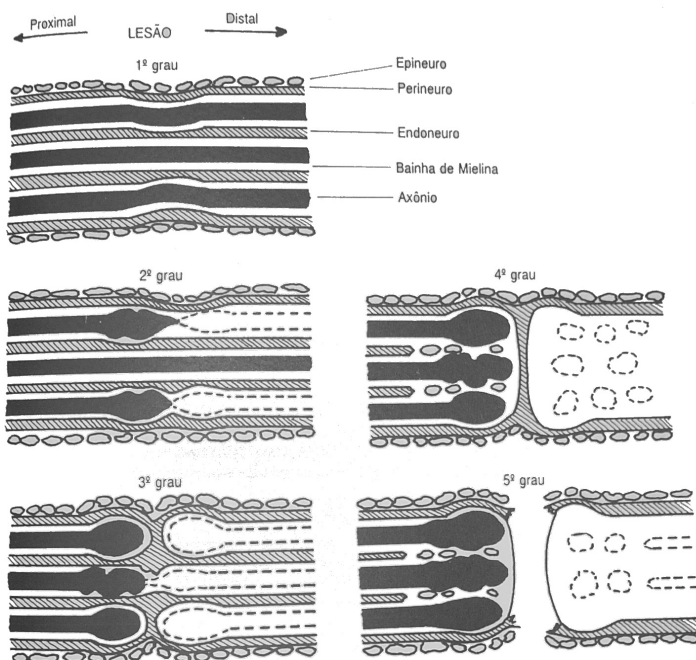 Proximal
LESÃO
Distal
1º grau
Epineuro
Perineuro
Endoneuro
Bainha de Mielina
Axônio
2º grau
4º grau
3º grau
5º grau